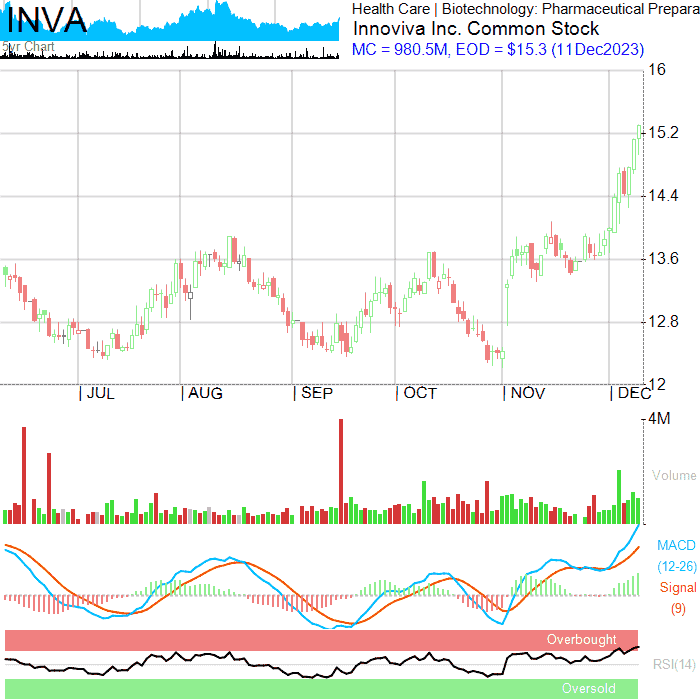 INVA
5yr Chart
Health Care | Biotechnology: Pharmaceutical Prepara
Innoviva Inc. Common Stock
MC = 980.5M, EOD = $15.3 (11Dec2023)
16
15.2
14.4
13.6
12.8
12
| JUL | AUG | SEP | OCT | NOV | DEC
4M
Volume
MACD
(12-26)
Signal
(9)
Overbought
RSI(14)
Oversold